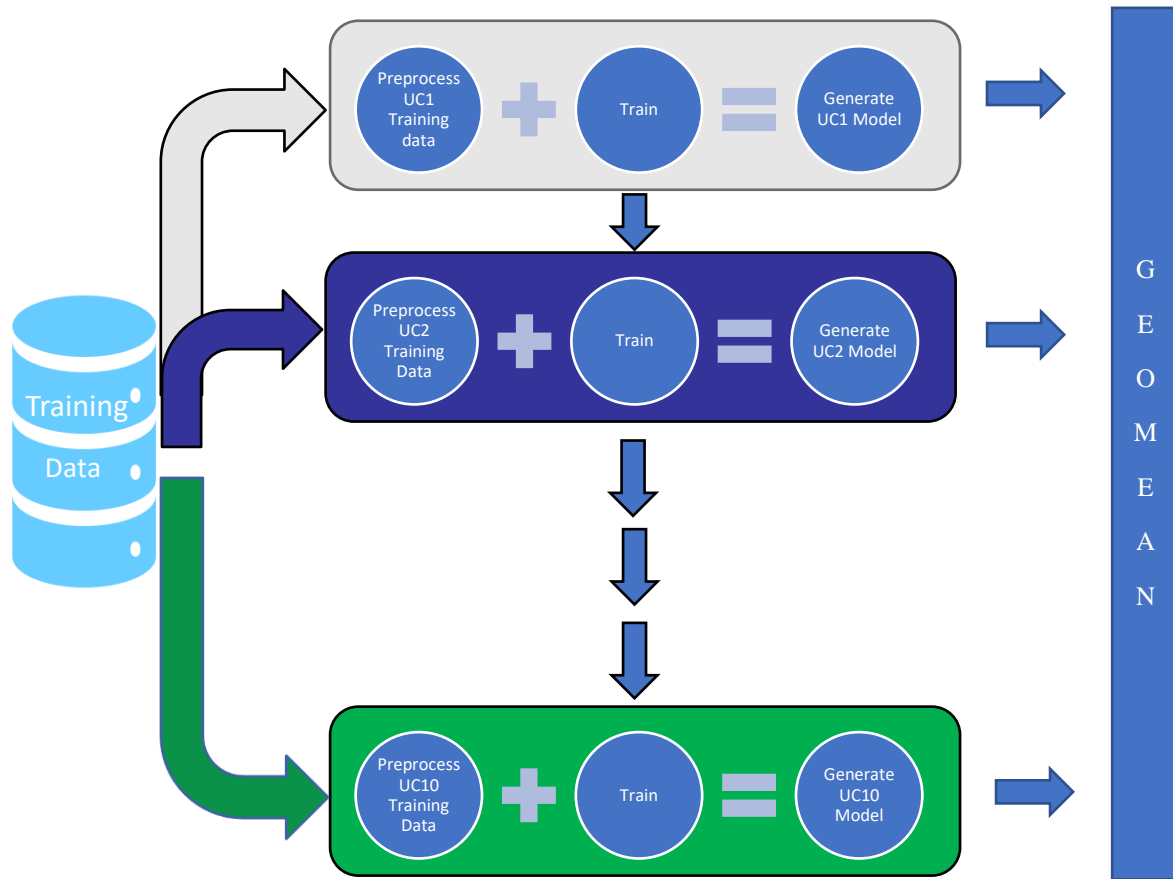 Preprocess
UC1
Training
data
Train
Generate
UC1 Model
Preprocess
UC2
Training
Data
Train
Generate
UC2 Model
Training
Data
Preprocess
UC10
Training
Data
Train
Generate
UC10
Model
G
E
O
M
E
A
N